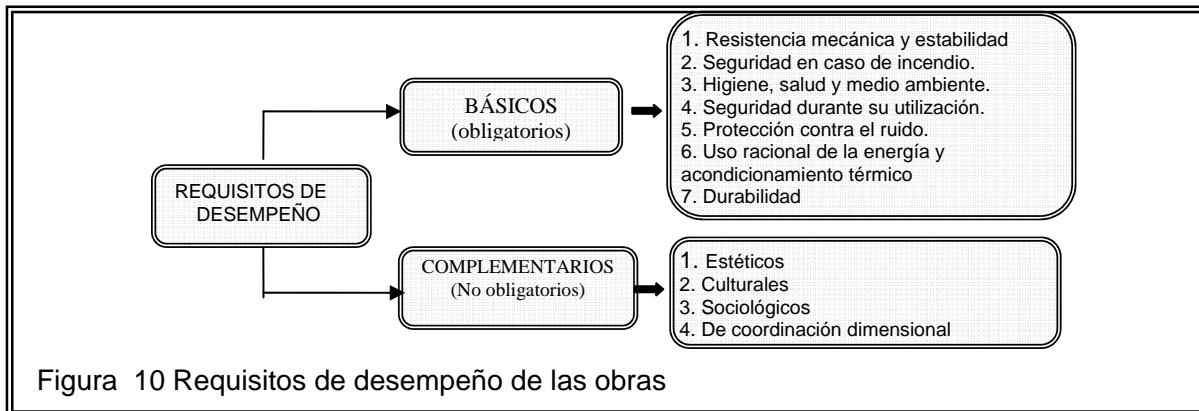 REQUISITOS DE
DESEMPEÑO
BÁSICOS
(obligatorios)
1. Resistencia mecánica y estabilidad
2. Seguridad en caso de incendio.
3. Higiene, salud y medio ambiente.
4. Seguridad durante su utilización.
5. Protección contra el ruido.
6. Uso racional de la energía y
acondicionamiento térmico
7. Durabilidad
COMPLEMENTARIOS
(No obligatorios)
1. Estéticos
2. Culturales
3. Sociológicos
4. De coordinación dimensional
Figura 10 Requisitos de desempeño de las obras